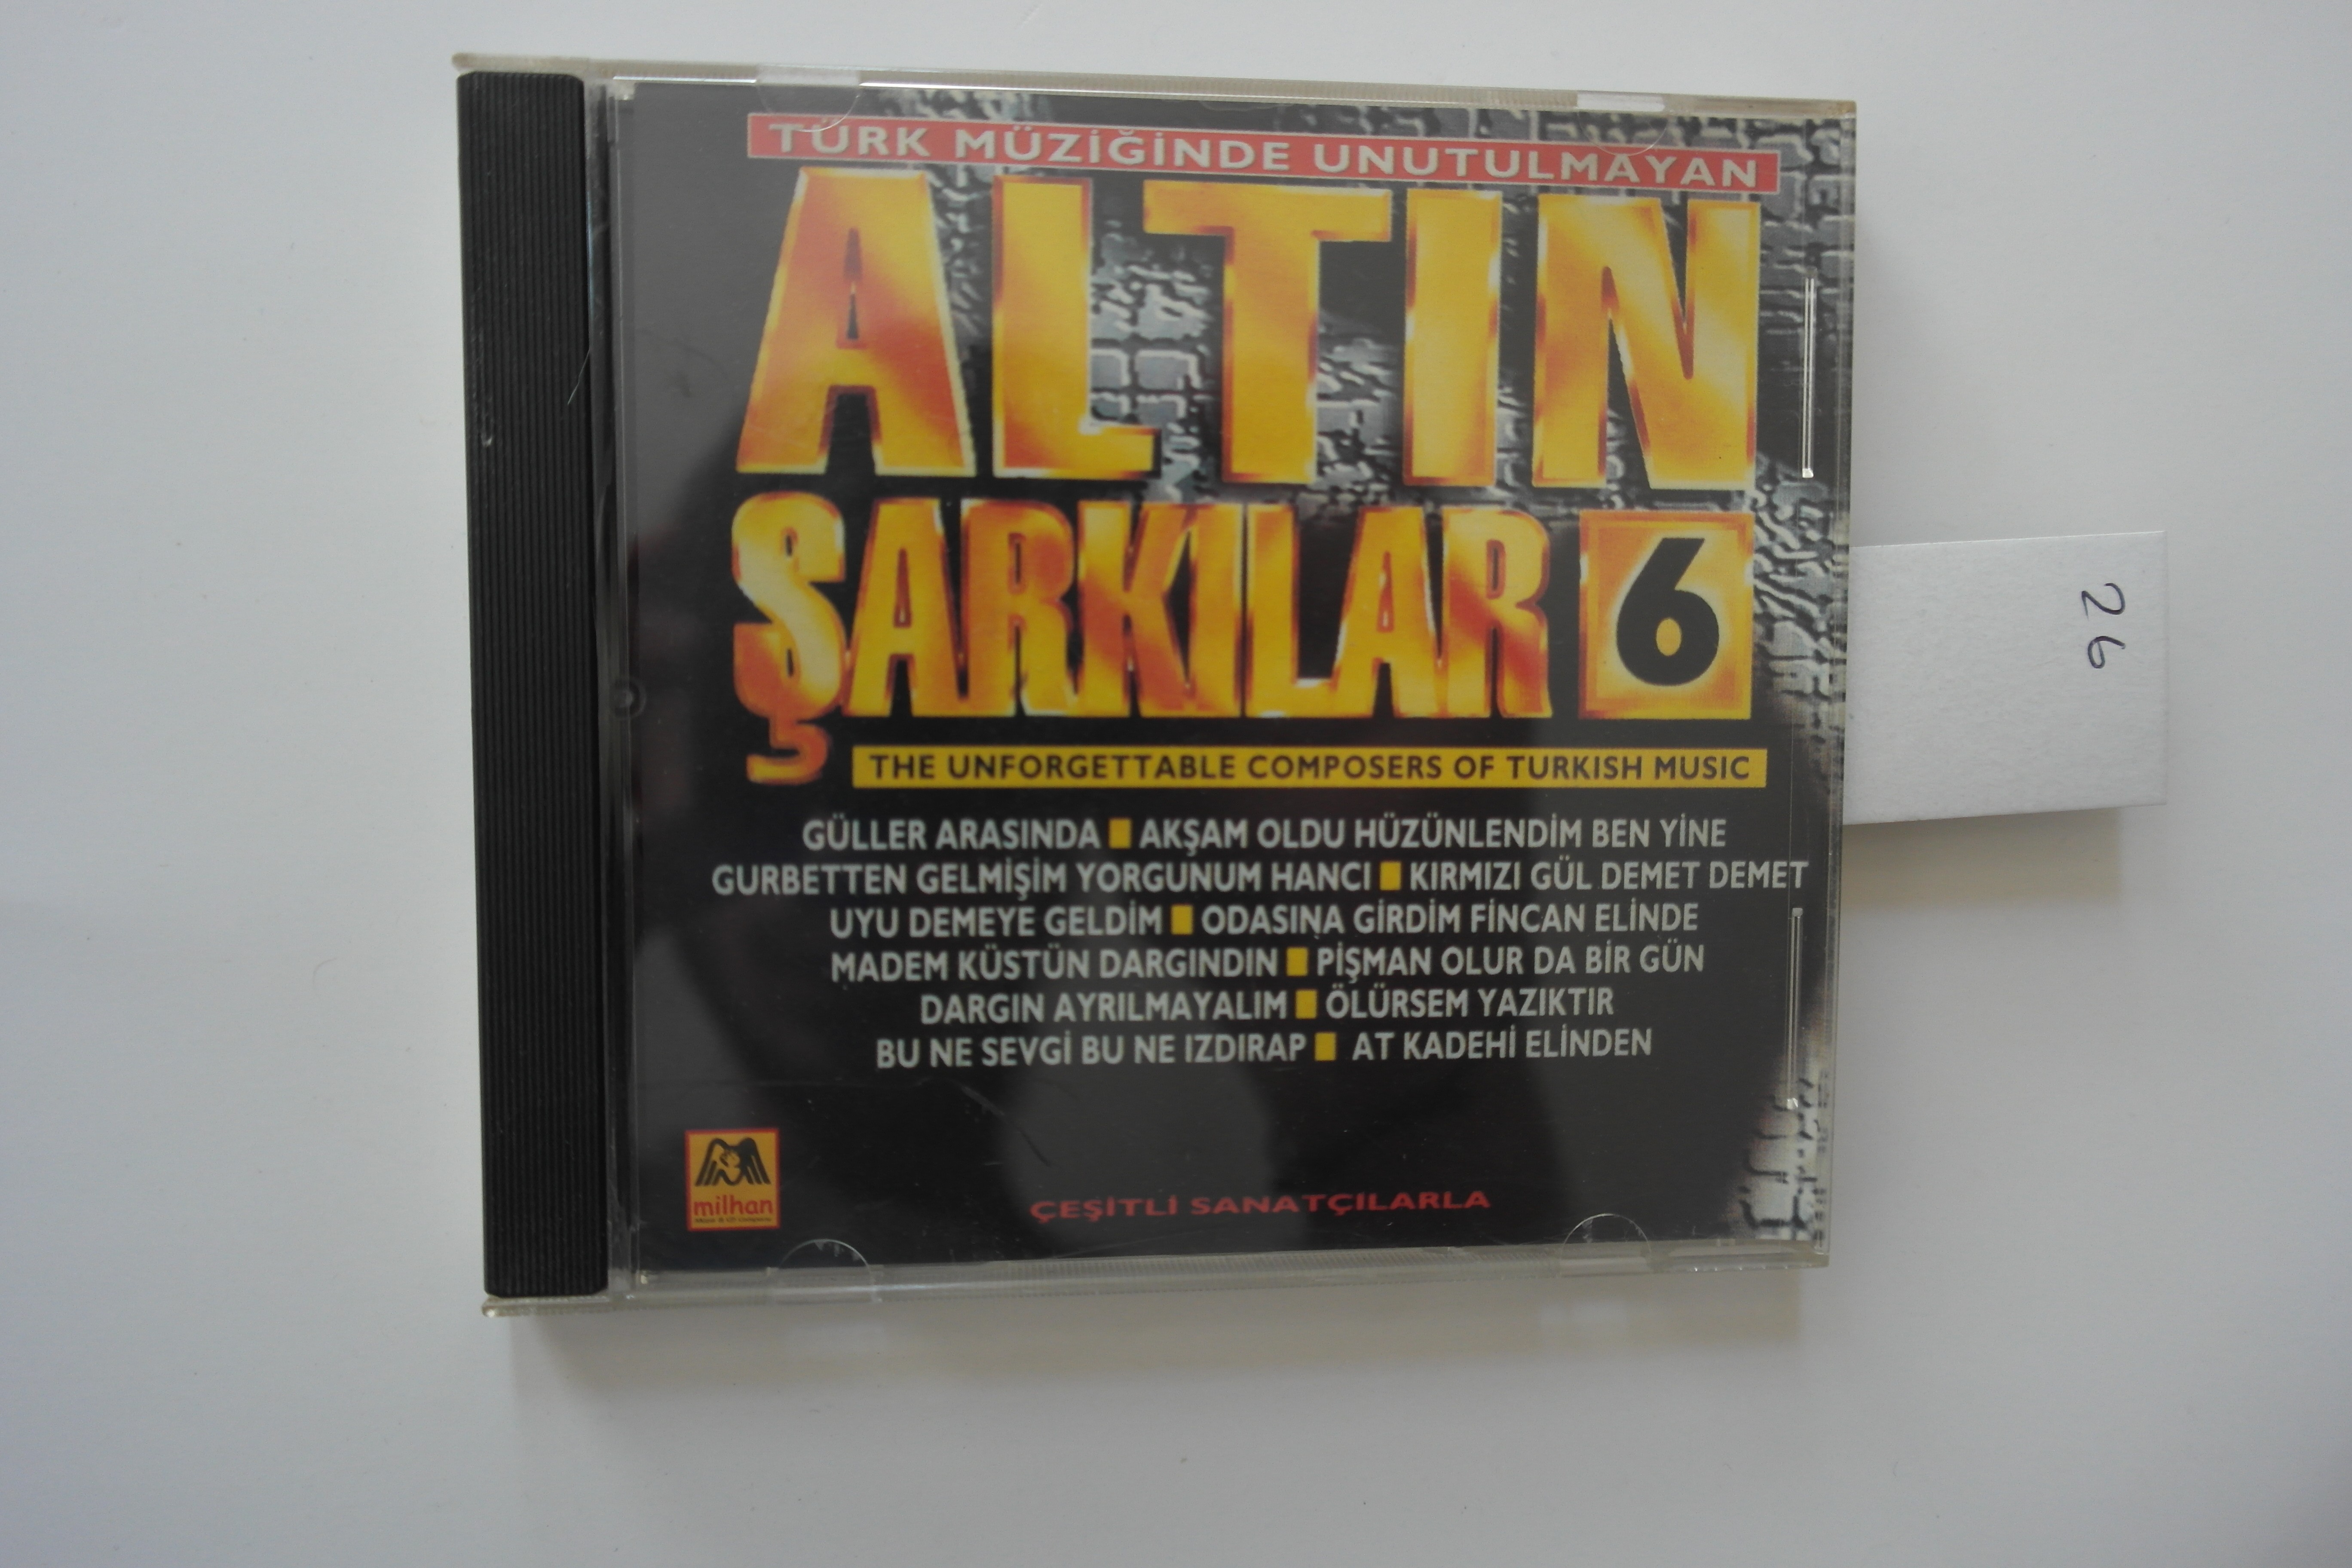 TÜRK MÜZİĞİNDE UNUTULMAYAN
ALTIN
ŞARKILAR 6
THE UNFORGETTABLE COMPOSERS OF TURKISH MUSIC
GÜLLER ARASINDA ■ AKŞAM OLDU HÜZÜNLENDİM BEN YİNE
GURBETTEN GELMİŞİM YORGUNUM HANCI ■ KIRMIZI GÜL DEMET DEMET
UYU DEMEYE GELDİM ■ ODASINA GİRDİM FİNCAN ELİNDE
MADEM KÜSTÜN DARGINDIN ■ PİŞMAN OLUR DA BİR GÜN
DARGIN AYRILMAYALIM ■ ÖLÜRSEM YAZIKTIR
BU NE SEVGİ BU NE IZDIRAP ■ AT KADEHİ ELİNDEN
milhan
ÇEŞİTLİ SANATÇILARLA
26